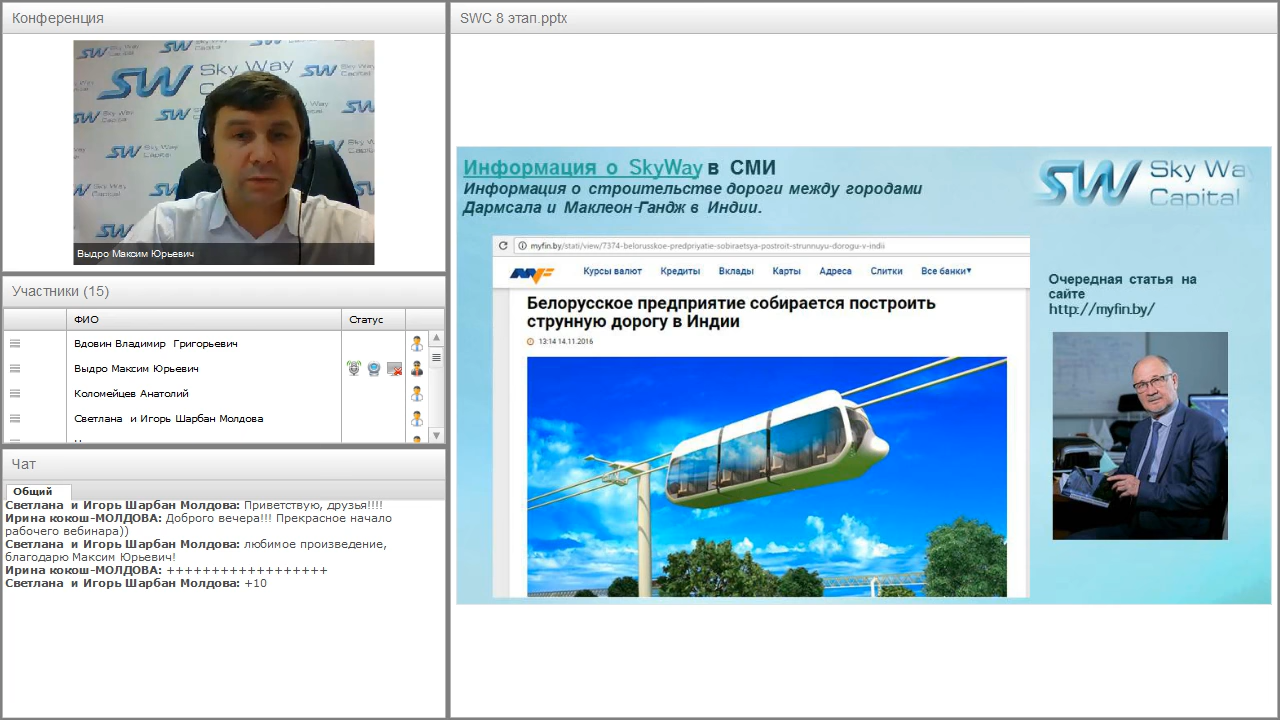 Конференция
SW Sky Way
Capital
Выдро Максим Юрьевич
Участники (15)
ФИО
Статус
Вдовин Владимир Григорьевич
Выдро Максим Юрьевич
Коломейцев Анатолий
Светлана и Игорь Шарбан Молдова
Чат
Общий
Светлана и Игорь Шарбан Молдова: Приветствую, друзья!!!!
Ирина кокош-МОЛДОВА: Доброго вечера!!! Прекрасное начало
рабочего вебинара))
Светлана и Игорь Шарбан Молдова: любимое произведение,
благодарю Максим Юрьевич!
Ирина кокош-МОЛДОВА: ++++++++++++++++++
Светлана и Игорь Шарбан Молдова: +10
SWC 8 этап.pptx
Информация о SkyWay в СМИ
Информация о строительстве дороги между городами
Дармсала и Маклеон-Гандж в Индии.
SW Sky Way
Capital
myfin.by/stati/view/7374-belorusskoe-predpriyatie-sobiraetsya-postroit-strunnuyu-dorogu-v-indii
Курсы валют Кредиты Вклады Карты Адреса Слитки Все банки
Белорусское предприятие собирается построить
струнную дорогу в Индии
13:14 14.11.2016
Очередная статья на
сайте
http://myfin.by/